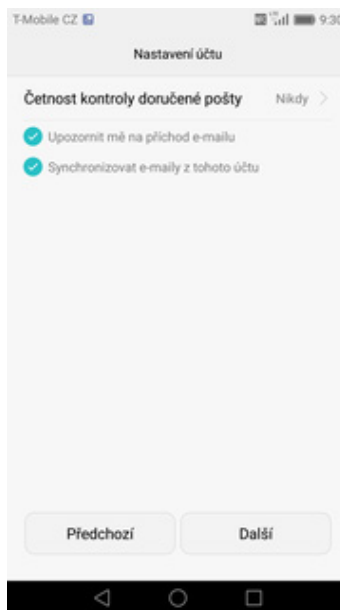 T-Mobile CZ 9:30
Nastavení účtu
Četnost kontroly doručené pošty Nikdy
Upozornit mě na příchod e-mailu
Synchronizovat e-maily z tohoto účtu
Předchozí Další